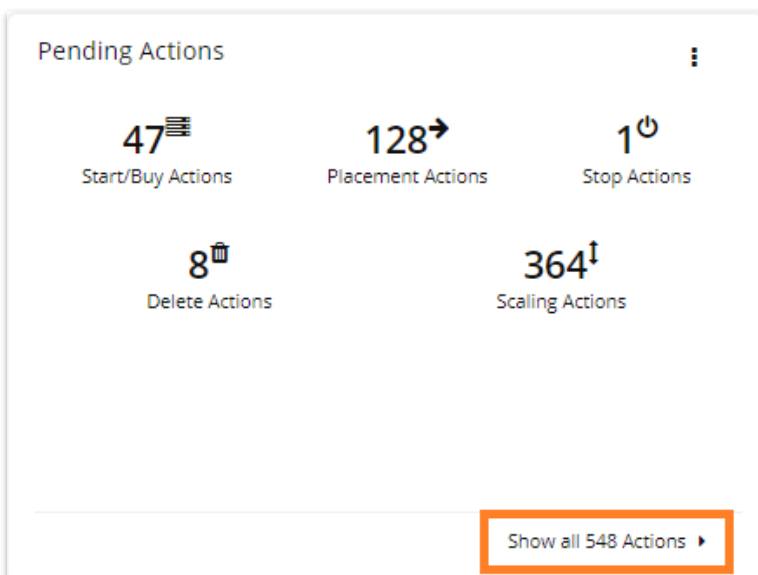 Pending Actions
47 128 1
Start/Buy Actions Placement Actions Stop Actions
8 364
Delete Actions Scaling Actions
Show all 548 Actions